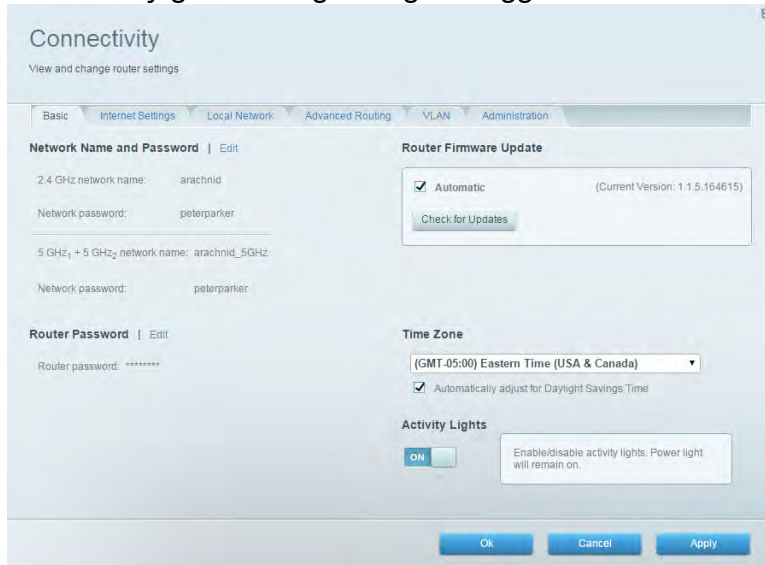 Connectivity
View and change router settings
Basic Internet Settings Local Network Advanced Routing VLAN Administration
Network Name and Password | Edit
2.4 GHz network name: arachnid
Network password: peterparker
5 GHz1 + 5 GHz2 network name: arachnid_5GHz
Network password: peterparker
Router Password | Edit
Router password: ********
Router Firmware Update
Automatic (Current Version: 1.1.5.164615)
Check for Updates
Time Zone
(GMT-05:00) Eastern Time (USA & Canada)
Automatically adjust for Daylight Savings Time
Activity Lights
ON
Enable/disable activity lights. Power light
will remain on.
Ok Cancel Apply